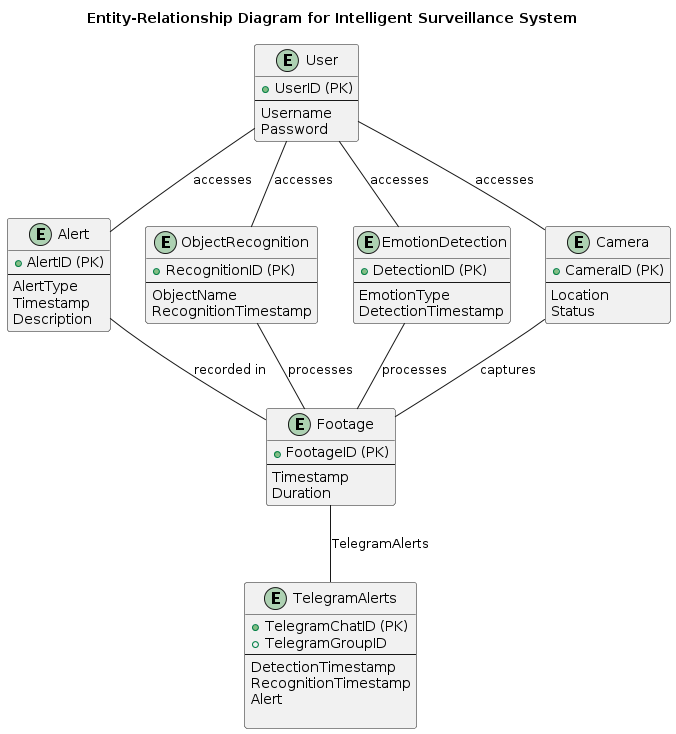 Entity-Relationship Diagram for Intelligent Surveillance System
E User
UserID (PK)
Username
Password
accesses
accesses
accesses
accesses
E Alert
AlertID (PK)
AlertType
Timestamp
Description
E ObjectRecognition
RecognitionID (PK)
ObjectName
RecognitionTimestamp
E EmotionDetection
DetectionID (PK)
EmotionType
DetectionTimestamp
E Camera
CameraID (PK)
Location
Status
recorded in
processes
processes
captures
E Footage
FootageID (PK)
Timestamp
Duration
TelegramAlerts
E TelegramAlerts
TelegramChatID (PK)
TelegramGroupID
DetectionTimestamp
RecognitionTimestamp
Alert